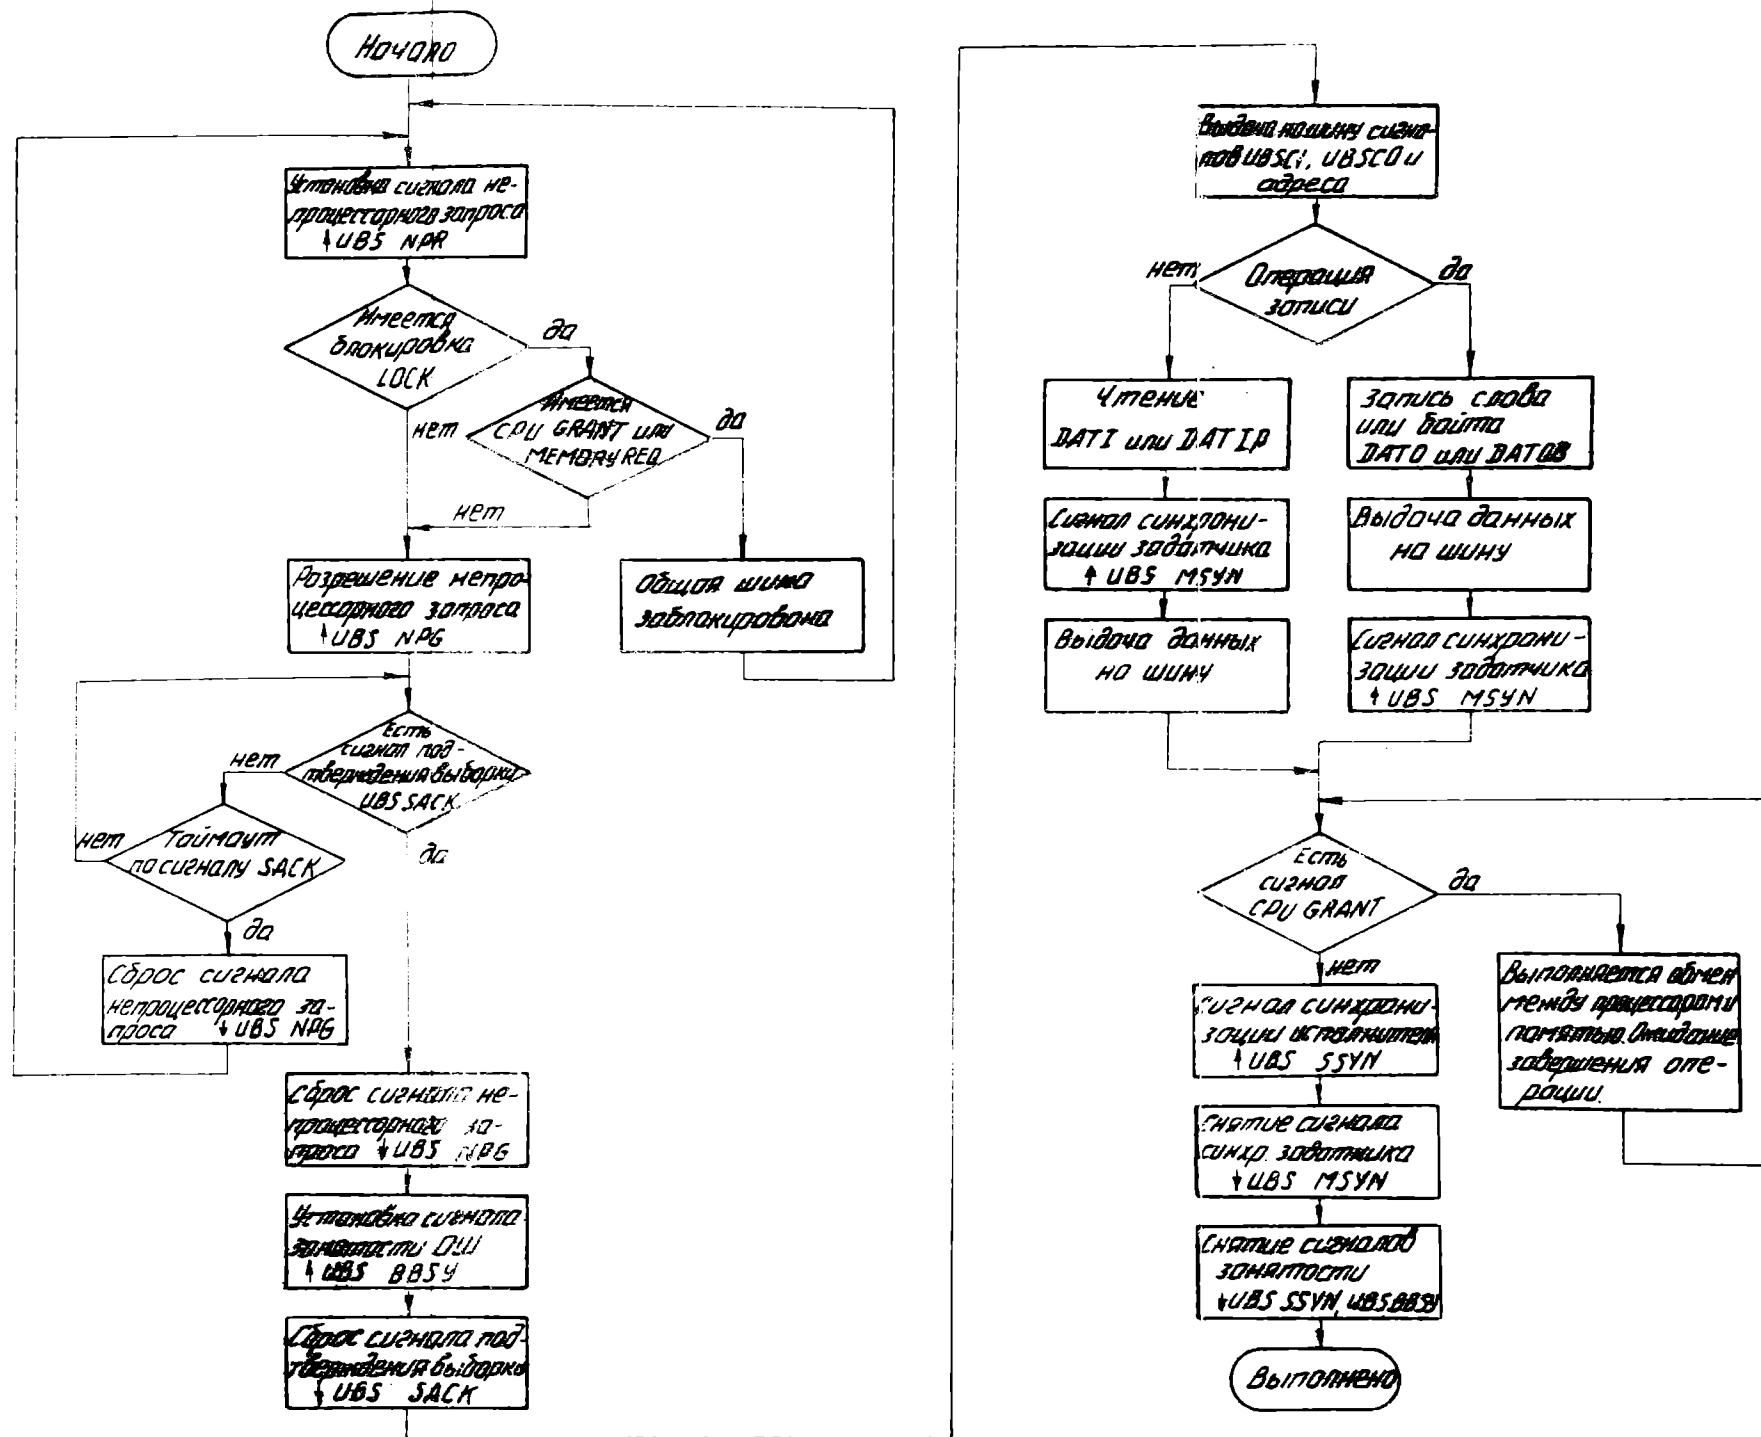 Начало
Установка сигнала не-
процессорного запроса
↑UBS NPR
Имеется
блокировка
LOCK
да
нет
Имеется
CPU GRANT или
MEMORY REQ
да
нет
Разрешение непро-
цессорного запроса
↑UBS NPG
Общая шина
заблокирована
Есть
сигнал под-
тверждения выборки
UBS SACK
нет
да
Таймаут
по сигналу SACK
нет
да
Сброс сигнала
непроцессорного за-
проса ↓UBS NPG
Сброс сигнала не-
процессорного за-
проса ↓UBS NPG
Установка сигнала
занятости ОШ
↑UBS BBSY
Сброс сигнала под-
тверждения выборки
↓UBS SACK
Выдача на шину сигна-
лов UBSC1, UBSC0 и
адреса
Операция
записи
нет
да
Чтение
DATI или DATIP
Запись слова
или байта
DATO или DATOB
Сигнал синхрони-
зации задатчика
↑ UBS MSYN
Выдача данных
на шину
Выдача данных
на шину
Сигнал синхрони-
зации задатчика
↑UBS MSYN
Есть
сигнал
CPU GRANT
да
нет
Выполняется обмен
между процессором и
памятью. Ожидание
завершения опе-
рации.
Сигнал синхрони-
зации исполнителя
↑UBS SSYN
Снятие сигнала
синхр. задатчика
↓UBS MSYN
Снятие сигналов
занятости
↓UBS SSYN, UBS BBSY
Выполнено